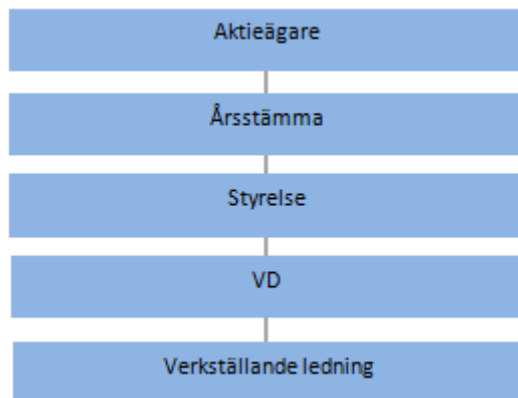 Aktieägare
Årsstämma
Styrelse
VD
Verkställande ledning